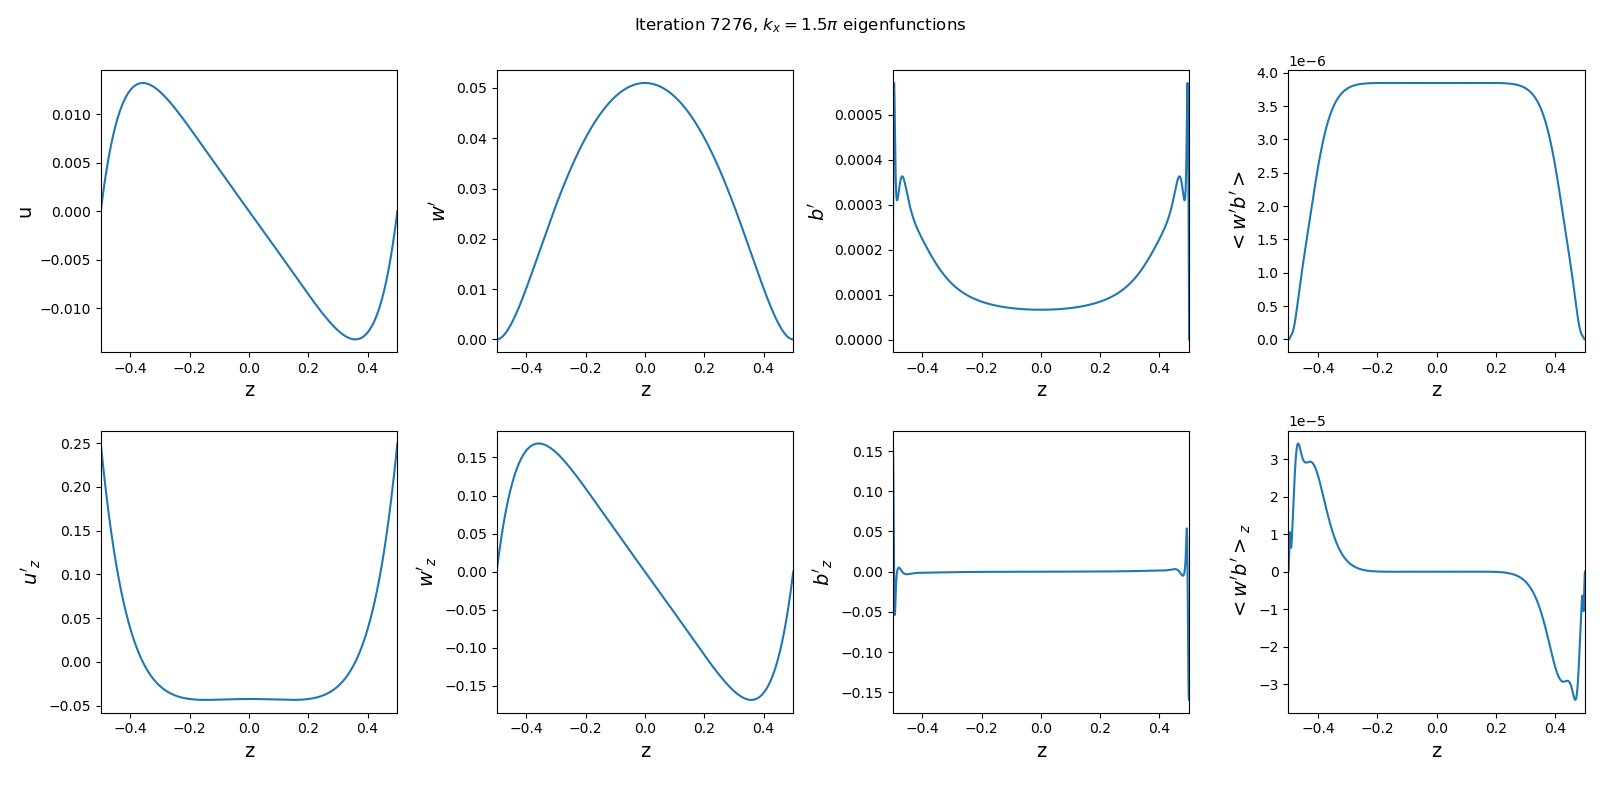 Iteration 7276, kₓ = 1.5π eigenfunctions
u
0.010
0.005
0.000
−0.005
−0.010
−0.4 −0.2 0.0 0.2 0.4
z
w′
0.05
0.04
0.03
0.02
0.01
0.00
−0.4 −0.2 0.0 0.2 0.4
z
b′
0.0005
0.0004
0.0003
0.0002
0.0001
0.0000
−0.4 −0.2 0.0 0.2 0.4
z
1e−6
< w′b′ >
4.0
3.5
3.0
2.5
2.0
1.5
1.0
0.5
0.0
−0.4 −0.2 0.0 0.2 0.4
z
u′z
0.25
0.20
0.15
0.10
0.05
0.00
−0.05
−0.4 −0.2 0.0 0.2 0.4
z
w′z
0.15
0.10
0.05
0.00
−0.05
−0.10
−0.15
−0.4 −0.2 0.0 0.2 0.4
z
b′z
0.15
0.10
0.05
0.00
−0.05
−0.10
−0.15
−0.4 −0.2 0.0 0.2 0.4
z
1e−5
< w′b′ > z
3
2
1
0
−1
−2
−3
−0.4 −0.2 0.0 0.2 0.4
z